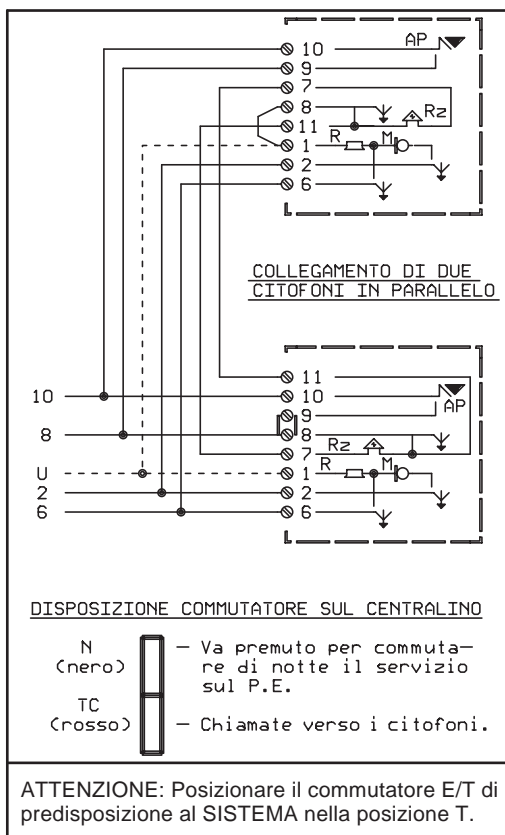 10 AP
9
7
8 Rz
11
1 R M
2
6
COLLEGAMENTO DI DUE
CITOFONI IN PARALLELO
11
10 10 AP
9
8 8
7 Rz
U 1 R M
2 2
6 6
DISPOSIZIONE COMMUTATORE SUL CENTRALINO
N — Va premuto per commuta–
(nero) re di notte il servizio
sul P.E.
TC
(rosso) — Chiamate verso i citofoni.
ATTENZIONE: Posizionare il commutatore E/T di
predisposizione al SISTEMA nella posizione T.